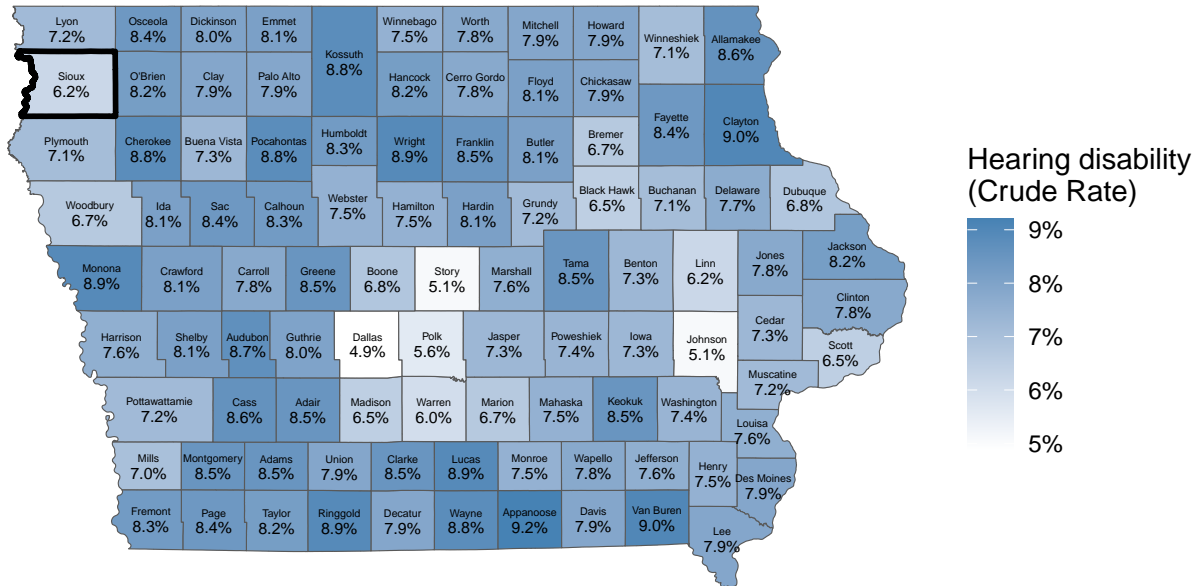 Lyon
7.2%
Osceola
8.4%
Dickinson
8.0%
Emmet
8.1%
Kossuth
8.8%
Winnebago
7.5%
Worth
7.8%
Mitchell
7.9%
Howard
7.9%
Winneshiek
7.1%
Allamakee
8.6%
Sioux
6.2%
O'Brien
8.2%
Clay
7.9%
Palo Alto
7.9%
Hancock
8.2%
Cerro Gordo
7.8%
Floyd
8.1%
Chickasaw
7.9%
Fayette
8.4%
Clayton
9.0%
Plymouth
7.1%
Cherokee
8.8%
Buena Vista
7.3%
Pocahontas
8.8%
Humboldt
8.3%
Wright
8.9%
Franklin
8.5%
Butler
8.1%
Bremer
6.7%
Woodbury
6.7%
Ida
8.1%
Sac
8.4%
Calhoun
8.3%
Webster
7.5%
Hamilton
7.5%
Hardin
8.1%
Grundy
7.2%
Black Hawk
6.5%
Buchanan
7.1%
Delaware
7.7%
Dubuque
6.8%
Monona
8.9%
Crawford
8.1%
Carroll
7.8%
Greene
8.5%
Boone
6.8%
Story
5.1%
Marshall
7.6%
Tama
8.5%
Benton
7.3%
Linn
6.2%
Jones
7.8%
Jackson
8.2%
Clinton
7.8%
Harrison
7.6%
Shelby
8.1%
Audubon
8.7%
Guthrie
8.0%
Dallas
4.9%
Polk
5.6%
Jasper
7.3%
Poweshiek
7.4%
Iowa
7.3%
Johnson
5.1%
Cedar
7.3%
Scott
6.5%
Muscatine
7.2%
Pottawattamie
7.2%
Cass
8.6%
Adair
8.5%
Madison
6.5%
Warren
6.0%
Marion
6.7%
Mahaska
7.5%
Keokuk
8.5%
Washington
7.4%
Louisa
7.6%
Mills
7.0%
Montgomery
8.5%
Adams
8.5%
Union
7.9%
Clarke
8.5%
Lucas
8.9%
Monroe
7.5%
Wapello
7.8%
Jefferson
7.6%
Henry
7.5%
Des Moines
7.9%
Fremont
8.3%
Page
8.4%
Taylor
8.2%
Ringgold
8.9%
Decatur
7.9%
Wayne
8.8%
Appanoose
9.2%
Davis
7.9%
Van Buren
9.0%
Lee
7.9%
Hearing disability
(Crude Rate)
9%
8%
7%
6%
5%